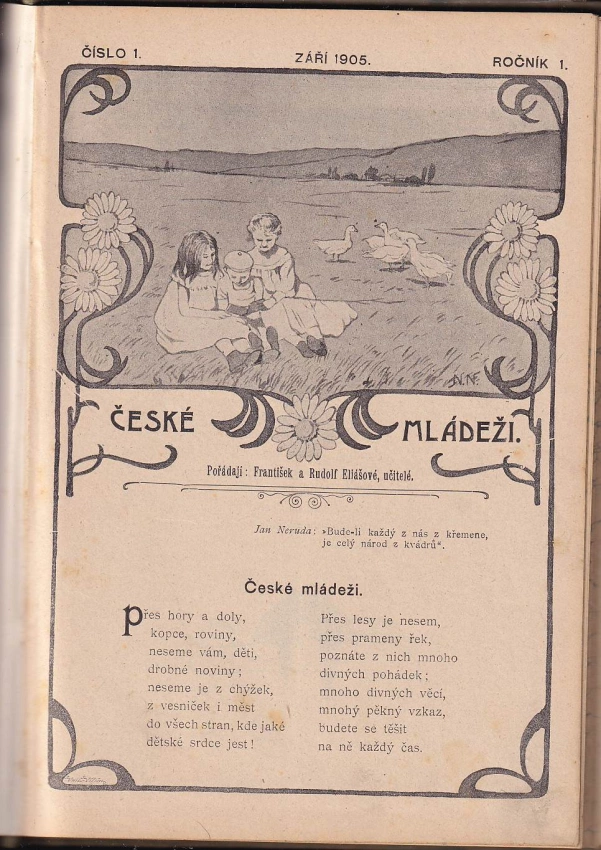 ČÍSLO 1.
ZÁŘÍ 1905.
ROČNÍK 1.
N.N.
ČESKÉ
MLÁDEŽI.
Pořádají: František a Rudolf Eliášové, učitelé.
Jan Neruda: »Bude-li každý z nás z křemene,
je celý národ z kvádrů“.
České mládeži.
Přes hory a doly,
kopce, roviny,
neseme vám, děti,
drobné noviny;
neseme je z chýžek,
z vesniček i měst
do všech stran, kde jaké
dětské srdce jest!
Přes lesy je nesem,
přes prameny řek,
poznáte z nich mnoho
divných pohádek;
mnoho divných věcí,
mnohý pěkný vzkaz,
budete se těšit
na ně každý čas.